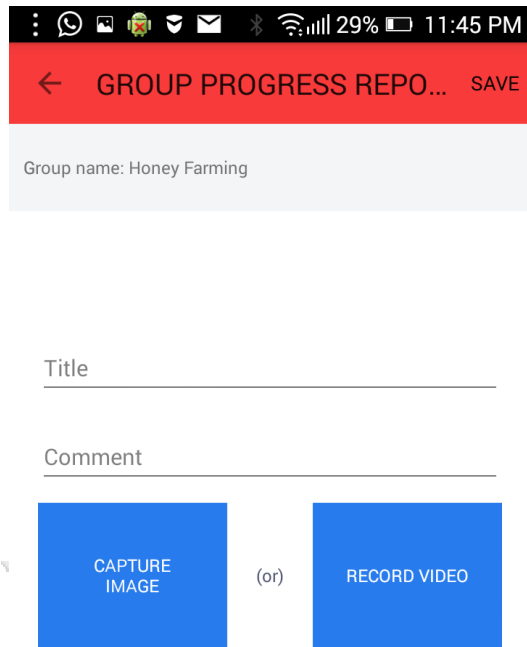 29% 11:45 PM
GROUP PROGRESS REPO... SAVE
Group name: Honey Farming
Title
Comment
CAPTURE
IMAGE
(or)
RECORD VIDEO